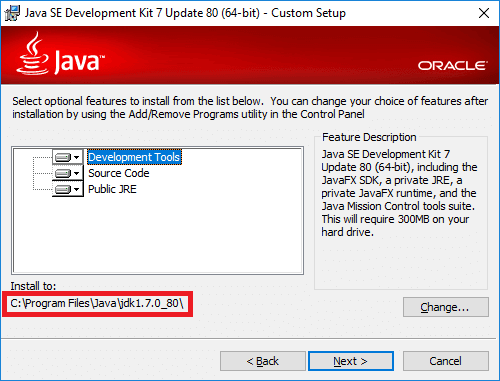 Java SE Development Kit 7 Update 80 (64-bit) - Custom Setup
Java™
ORACLE
Select optional features to install from the list below. You can change your choice of features after
installation by using the Add/Remove Programs utility in the Control Panel
Development Tools
Source Code
Public JRE
Feature Description
Java SE Development Kit 7
Update 80 (64-bit), including the
JavaFX SDK, a private JRE, a
private JavaFX runtime, and the
Java Mission Control tools suite.
This will require 300MB on your
hard drive.
Install to:
C:\Program Files\Java\jdk1.7.0_80\
Change...
< Back
Next >
Cancel